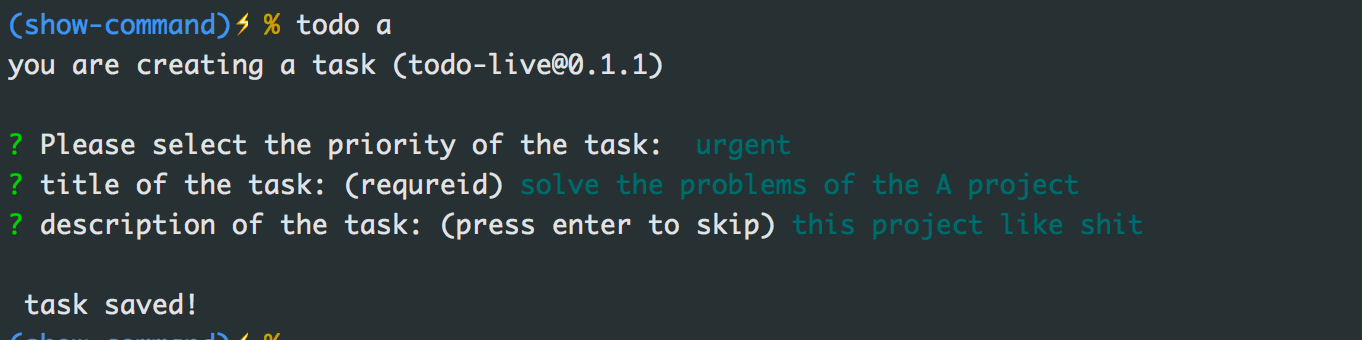 (show-command)⚡ % todo a
you are creating a task (todo-live@0.1.1)
? Please select the priority of the task: urgent
? title of the task: (requreid) solve the problems of the A project
? description of the task: (press enter to skip) this project like shit
task saved!
(show-command)⚡ %